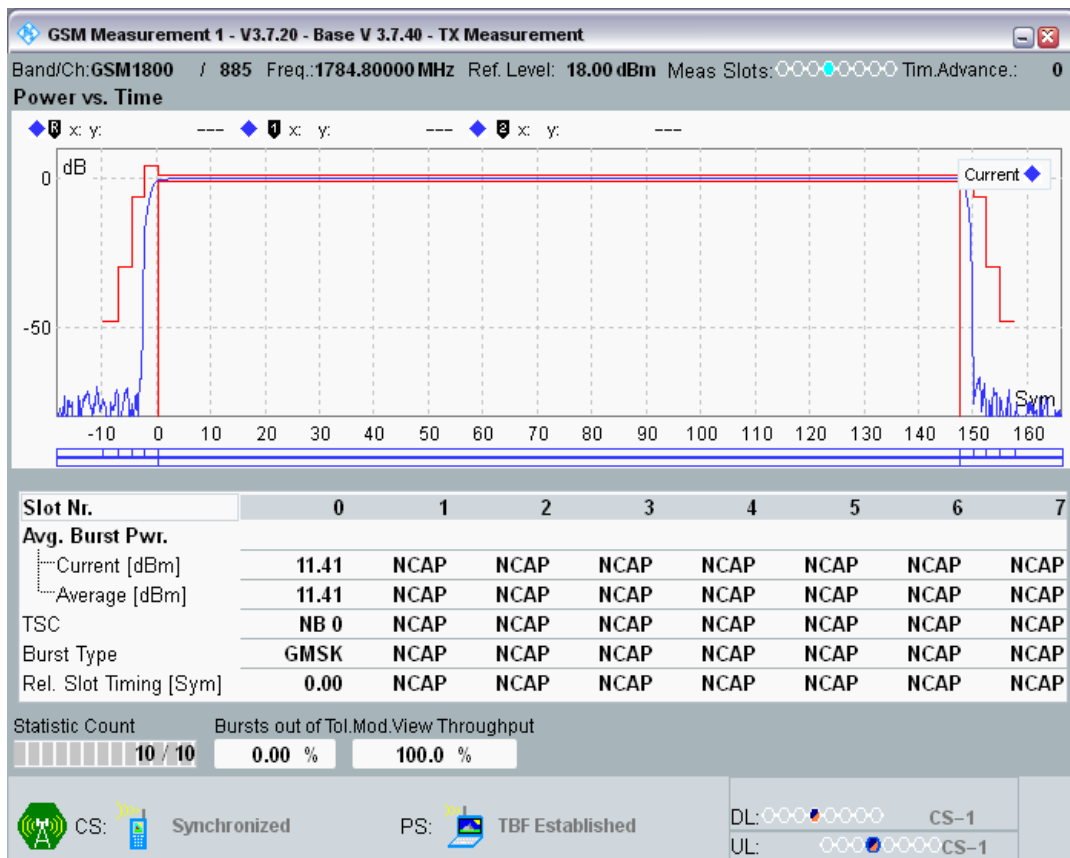 GSM Measurement 1 - V3.7.20 - Base V 3.7.40 - TX Measurement
Band/Ch:GSM1800 / 885 Freq.:1784.80000 MHz Ref. Level: 18.00 dBm Meas Slots: Tim.Advance.: 0
Power vs. Time
R x: y: --- 1 x: y: --- 2 x: y: ---
dB
0
Current
-50
Sym
-10 0 10 20 30 40 50 60 70 80 90 100 110 120 130 140 150 160
Slot Nr. 0 1 2 3 4 5 6 7
Avg. Burst Pwr.
Current [dBm] 11.41 NCAP NCAP NCAP NCAP NCAP NCAP NCAP
Average [dBm] 11.41 NCAP NCAP NCAP NCAP NCAP NCAP NCAP
TSC NB 0 NCAP NCAP NCAP NCAP NCAP NCAP NCAP
Burst Type GMSK NCAP NCAP NCAP NCAP NCAP NCAP NCAP
Rel. Slot Timing [Sym] 0.00 NCAP NCAP NCAP NCAP NCAP NCAP NCAP
Statistic Count Bursts out of Tol. Mod.View Throughput
10 / 10 0.00 % 100.0 %
CS: Synchronized PS: TBF Established
DL: CS-1
UL: CS-1